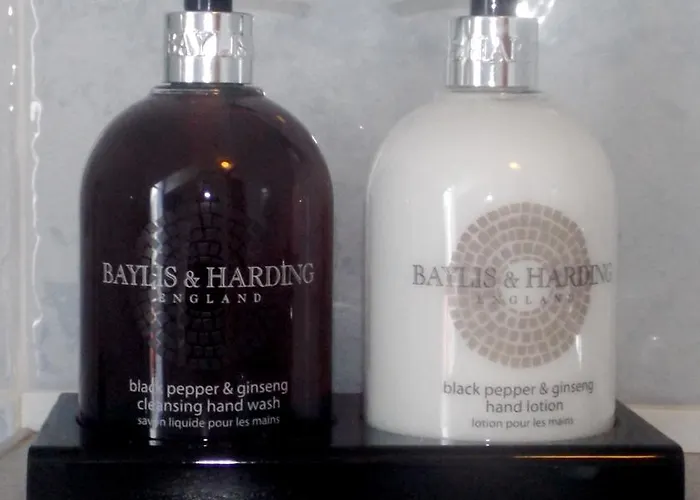 BAYLIS & HARDING
ENGLAND
black pepper & ginseng
cleansing hand wash
savon liquide pour les mains
BAYLIS & HARDING
ENGLAND
black pepper & ginseng
hand lotion
lotion pour les mains